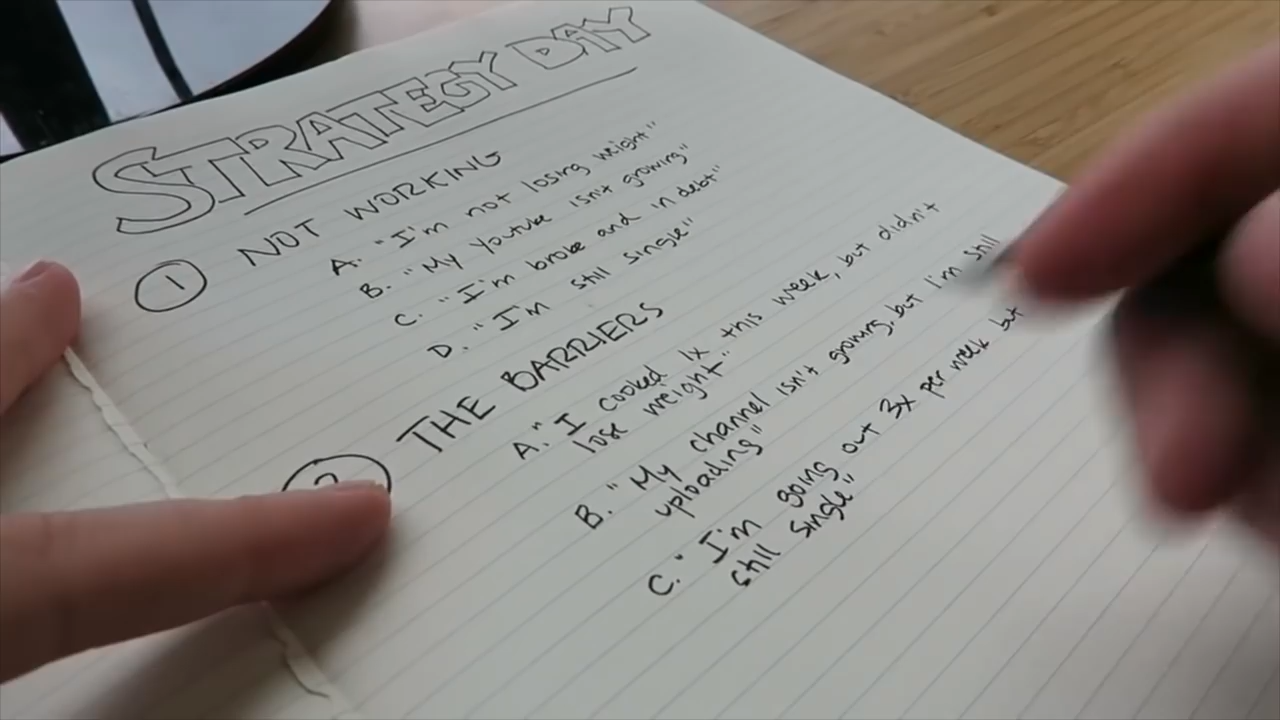 STRATEGY DAY
1 NOT WORKING
A. "I'm not losing weight"
B. "My Youtube isn't growing"
C. "I'm broke and in debt"
D. "I'm still single"
2 THE BARRIERS
A. "I cooked 1x this week, but didn't
lose weight"
B. "My channel isn't growing, but I'm still
uploading"
C. "I'm going out 3x per week but
still single"